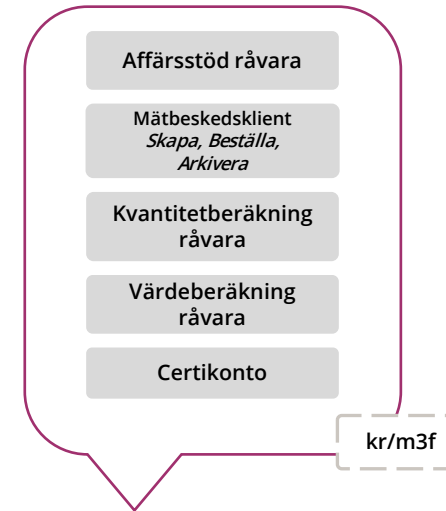 Affärsstöd råvara
Mätbeskedsklient
Skapa, Beställa,
Arkivera
Kvantitetberäkning
råvara
Värdeberäkning
råvara
Certikonto
kr/m3f